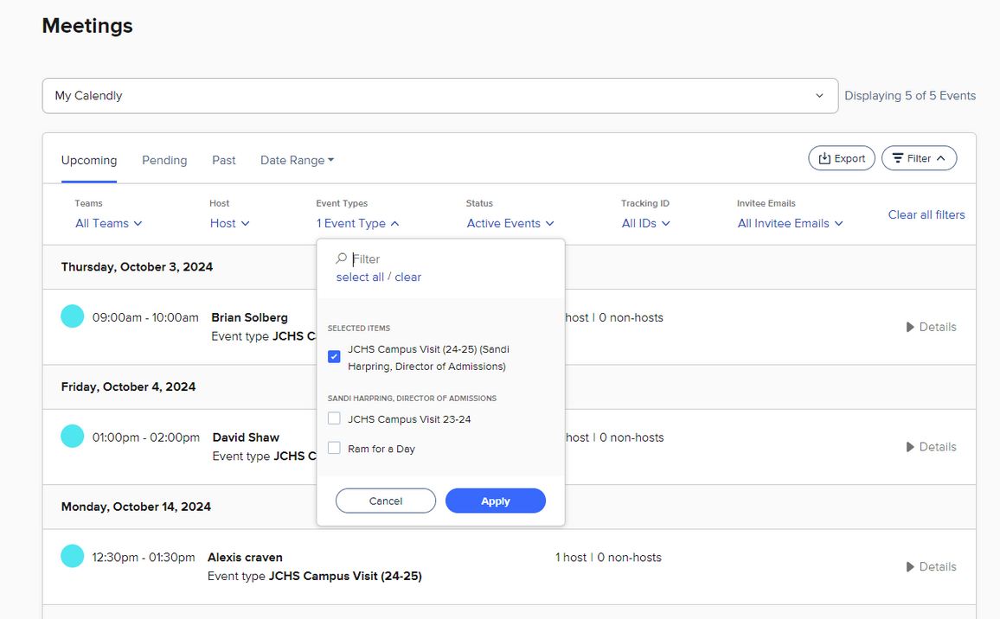 Meetings
My Calendly
Displaying 5 of 5 Events
Upcoming Pending Past Date Range
Export Filter
Teams Host Event Types Status Tracking ID Invitee Emails
All Teams Host 1 Event Type Active Events All IDs All Invitee Emails Clear all filters
Filter
select all / clear
Thursday, October 3, 2024
SELECTED ITEMS
JCHS Campus Visit (24-25) (Sandi
Harpring, Director of Admissions)
09:00am - 10:00am Brian Solberg host | 0 non-hosts
Event type JCHS C
Details
Friday, October 4, 2024
SANDI HARPRING, DIRECTOR OF ADMISSIONS
JCHS Campus Visit 23-24
Ram for a Day
01:00pm - 02:00pm David Shaw host | 0 non-hosts
Event type JCHS C
Details
Cancel Apply
Monday, October 14, 2024
12:30pm - 01:30pm Alexis craven 1 host | 0 non-hosts
Event type JCHS Campus Visit (24-25)
Details